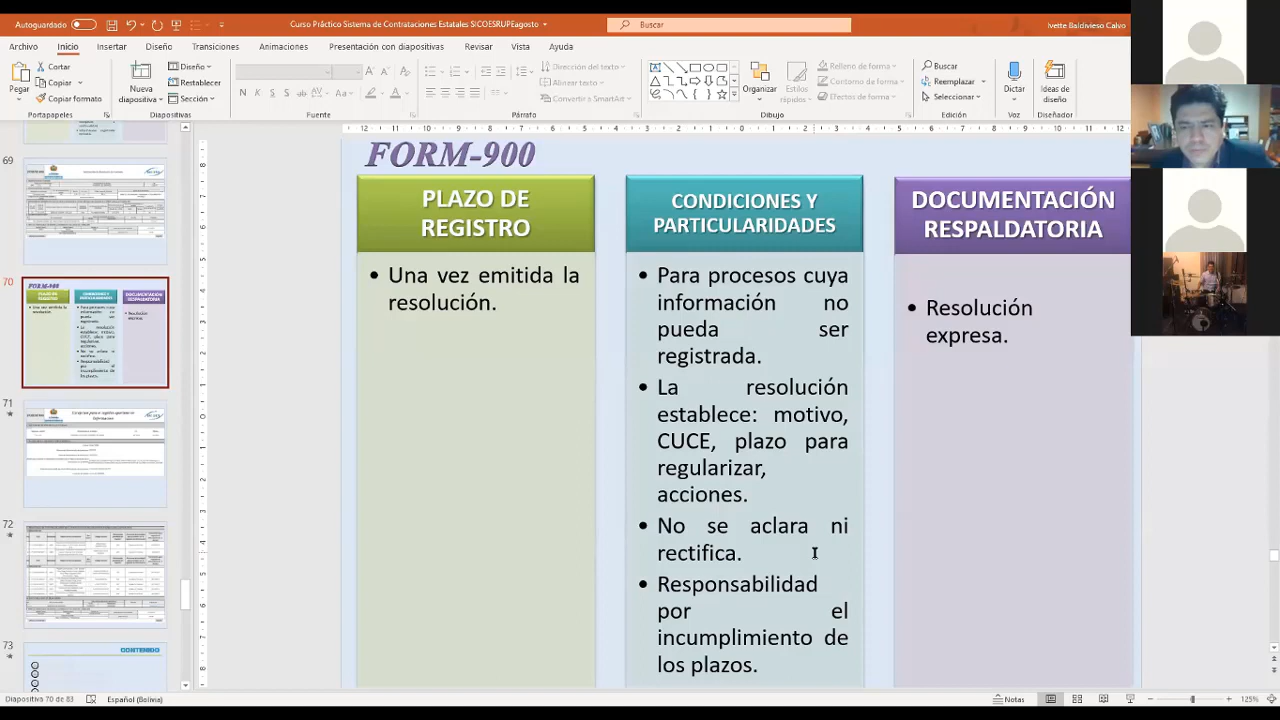 Autoguardado
Curso Práctico Sistema de Contrataciones Estatales SICOESRUPEagosto
Buscar
Ivette Baldivieso Calvo
Archivo Inicio Insertar Diseño Transiciones Animaciones Presentación con diapositivas Revisar Vista Ayuda
Pegar
Cortar
Copiar
Copiar formato
Portapapeles
Nueva diapositiva
Diseño
Restablecer
Sección
Diapositivas
Fuente
Dirección del texto
Alinear texto
Convertir a SmartArt
Párrafo
Organizar
Estilos rápidos
Relleno de forma
Contorno de forma
Efectos de forma
Dibujo
Buscar
Reemplazar
Seleccionar
Edición
Dictar
Voz
Ideas de diseño
Diseñador
69
70
71
72
73
CONTENIDO
FORM-900
PLAZO DE
REGISTRO
• Una vez emitida la
resolución.
CONDICIONES Y
PARTICULARIDADES
• Para procesos cuya
información no
pueda ser
registrada.
• La resolución
establece: motivo,
CUCE, plazo para
regularizar,
acciones.
• No se aclara ni
rectifica.
• Responsabilidad
por el
incumplimiento de
los plazos.
DOCUMENTACIÓN
RESPALDATORIA
• Resolución
expresa.
Diapositiva 70 de 83
Español (Bolivia)
Notas
125%